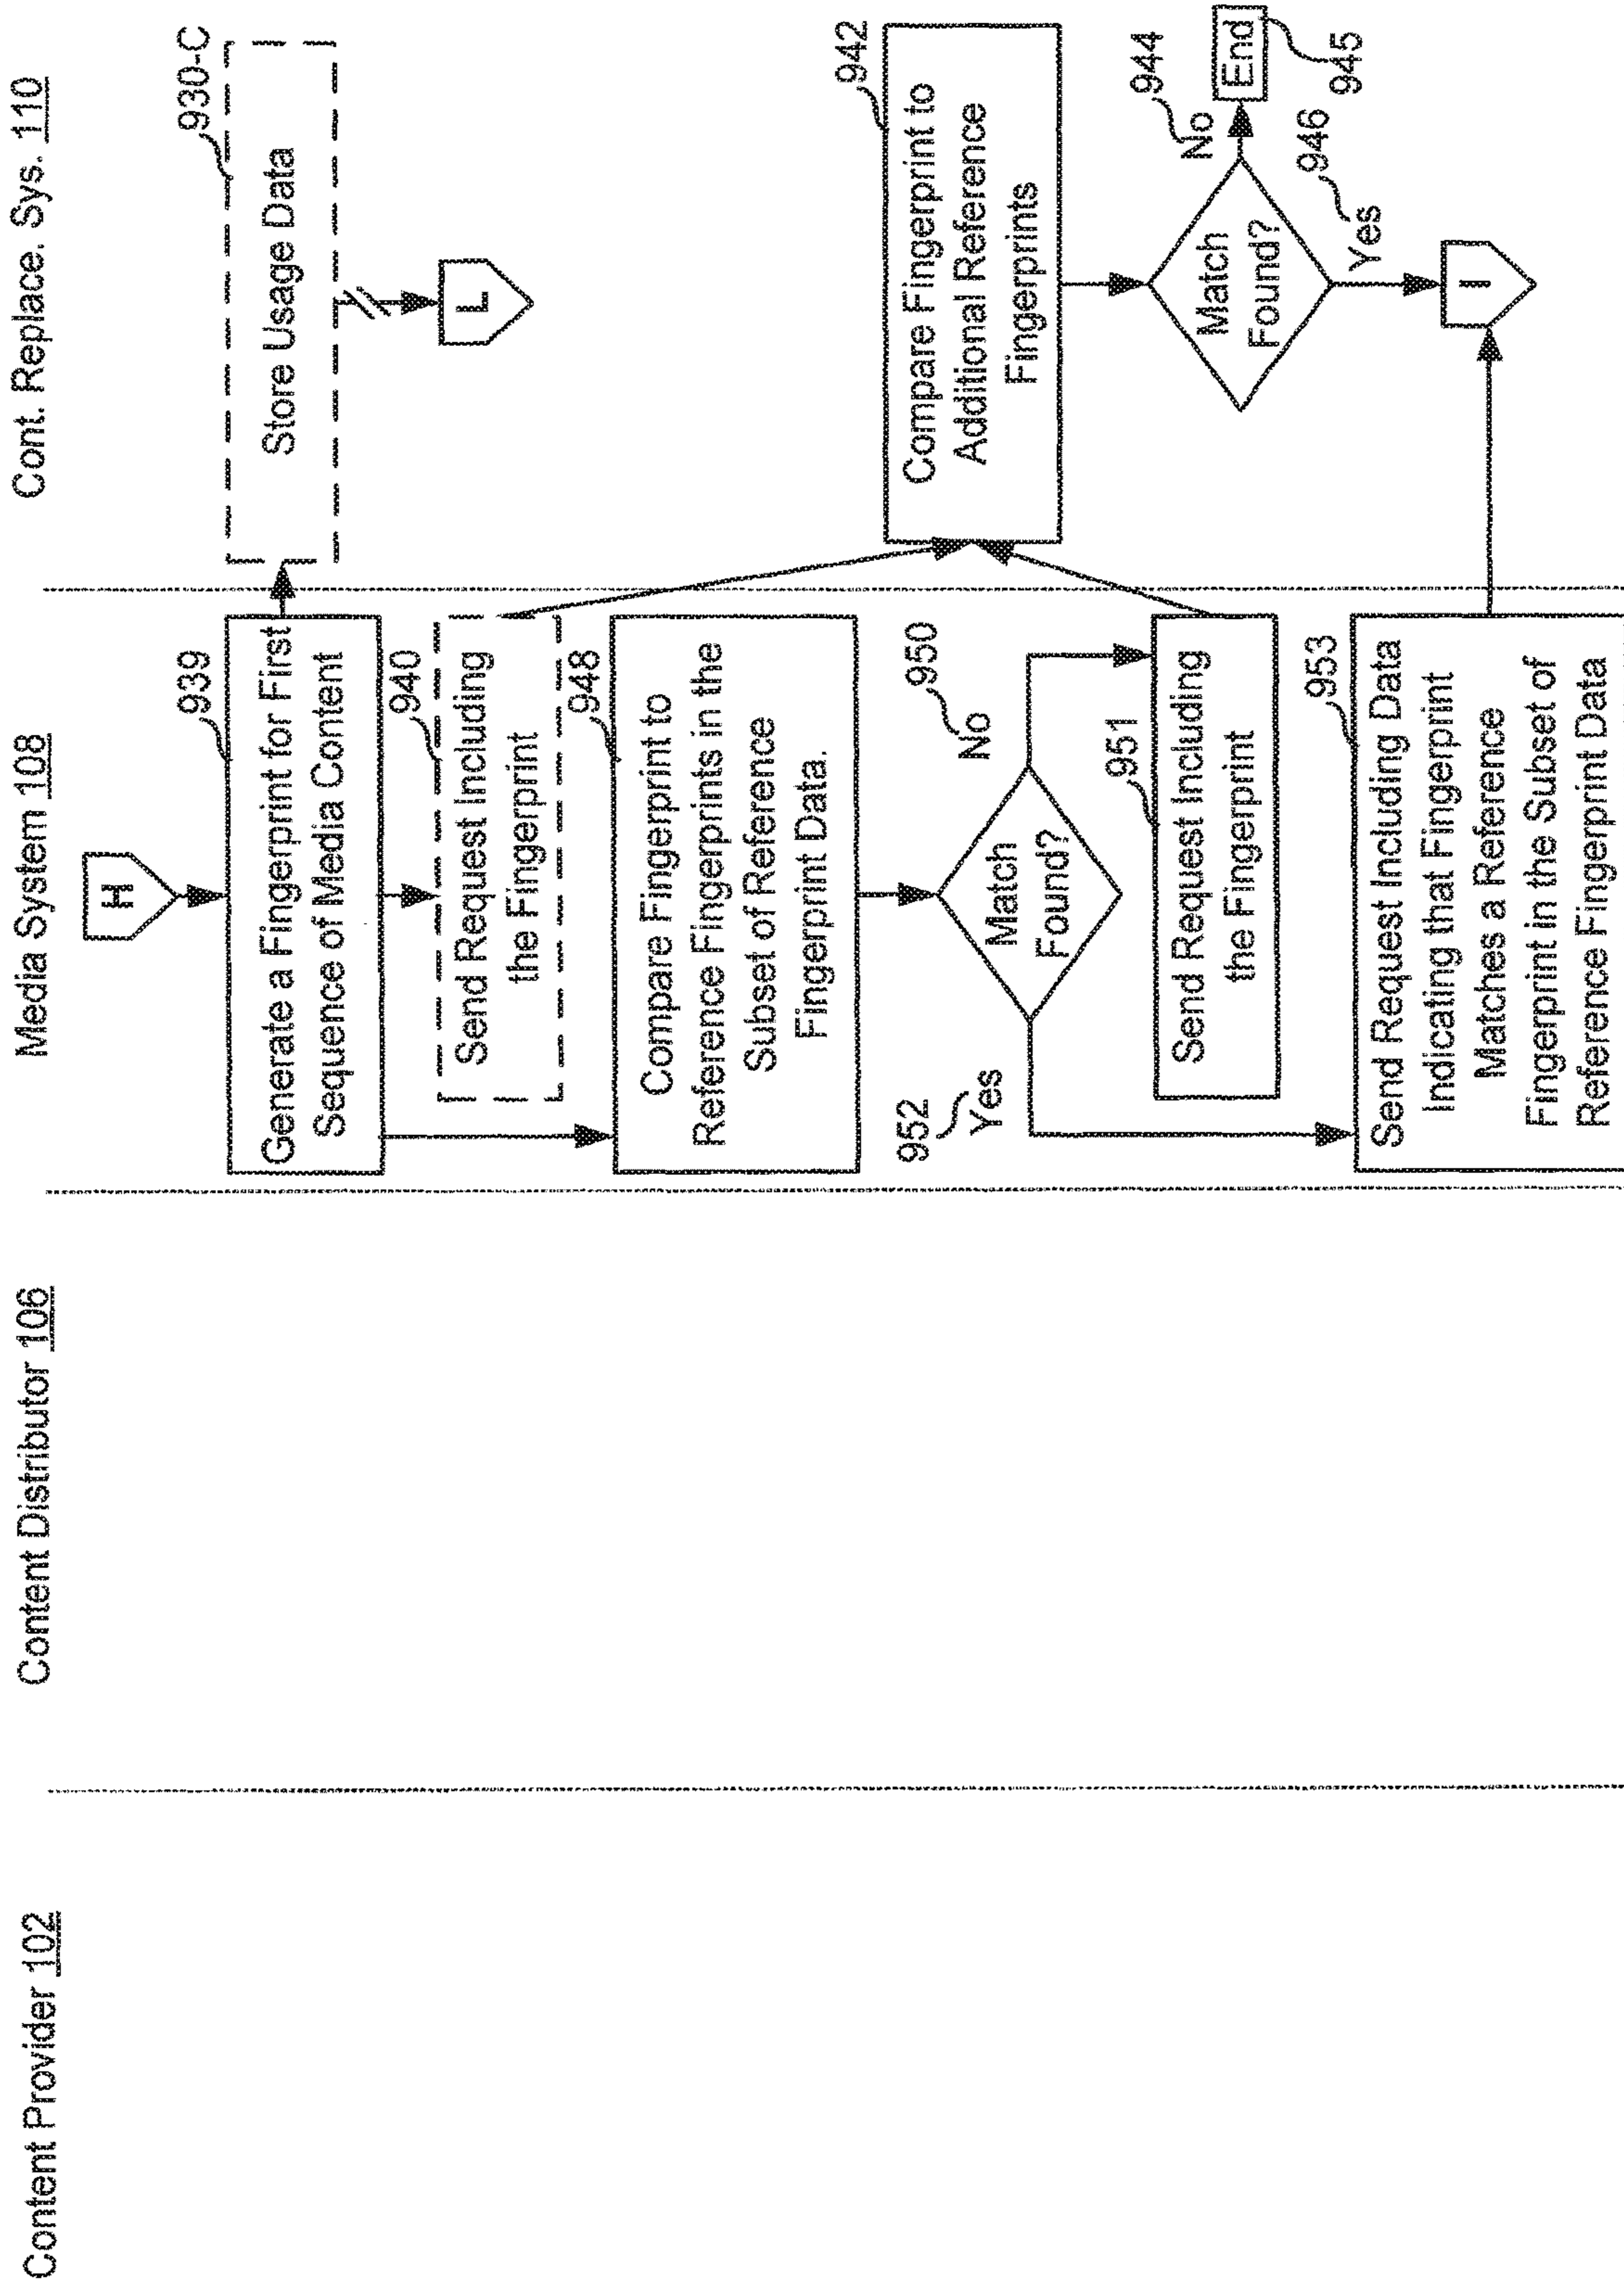 Content Provider 102
Content Distributor 106
Media System 108
Cont. Replace. Sys. 110
H
939
Generate a Fingerprint for First
Sequence of Media Content
930-C
Store Usage Data
L
940
Send Request Including
the Fingerprint
948
Compare Fingerprint to
Reference Fingerprints in the
Subset of Reference
Fingerprint Data.
942
Compare Fingerprint to
Additional Reference
Fingerprints
952
Yes
Match
Found?
No
950
951
Send Request Including
the Fingerprint
Match
Found?
No
944
End
945
Yes
946
I
953
Send Request Including Data
Indicating that Fingerprint
Matches a Reference
Fingerprint in the Subset of
Reference Fingerprint Data